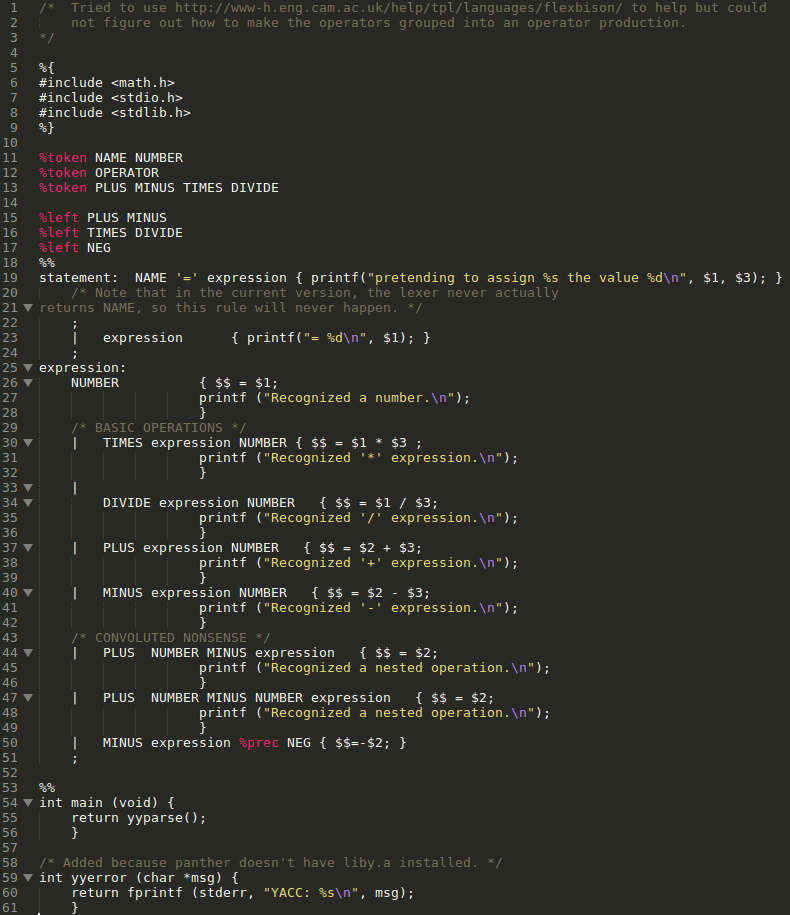 1 /*  Tried to use http://www-h.eng.cam.ac.uk/help/tpl/languages/flexbison/ to help but could
2     not figure out how to make the operators grouped into an operator production.
3 */
4
5 %{
6 #include <math.h>
7 #include <stdio.h>
8 #include <stdlib.h>
9 %}
10
11 %token NAME NUMBER
12 %token OPERATOR
13 %token PLUS MINUS TIMES DIVIDE
14
15 %left PLUS MINUS
16 %left TIMES DIVIDE
17 %left NEG
18 %%
19 statement:  NAME '=' expression { printf("pretending to assign %s the value %d\n", $1, $3); }
20     /* Note that in the current version, the lexer never actually
21 returns NAME, so this rule will never happen. */
22     ;
23     |   expression      { printf("= %d\n", $1); }
24     ;
25 expression:
26     NUMBER          { $$ = $1;
27                     printf ("Recognized a number.\n");
28                     }
29     /* BASIC OPERATIONS */
30     |   TIMES expression NUMBER { $$ = $1 * $3 ;
31                     printf ("Recognized '*' expression.\n");
32                     }
33     |
34         DIVIDE expression NUMBER   { $$ = $1 / $3;
35                     printf ("Recognized '/' expression.\n");
36                     }
37     |   PLUS expression NUMBER   { $$ = $2 + $3;
38                     printf ("Recognized '+' expression.\n");
39                     }
40     |   MINUS expression NUMBER   { $$ = $2 - $3;
41                     printf ("Recognized '-' expression.\n");
42                     }
43     /* CONVOLUTED NONSENSE */
44     |   PLUS  NUMBER MINUS expression   { $$ = $2;
45                     printf ("Recognized a nested operation.\n");
46                     }
47     |   PLUS  NUMBER MINUS NUMBER expression   { $$ = $2;
48                     printf ("Recognized a nested operation.\n");
49                     }
50     |   MINUS expression %prec NEG { $$=-$2; }
51     ;
52
53 %%
54 int main (void) {
55     return yyparse();
56     }
57
58 /* Added because panther doesn't have liby.a installed. */
59 int yyerror (char *msg) {
60     return fprintf (stderr, "YACC: %s\n", msg);
61     }